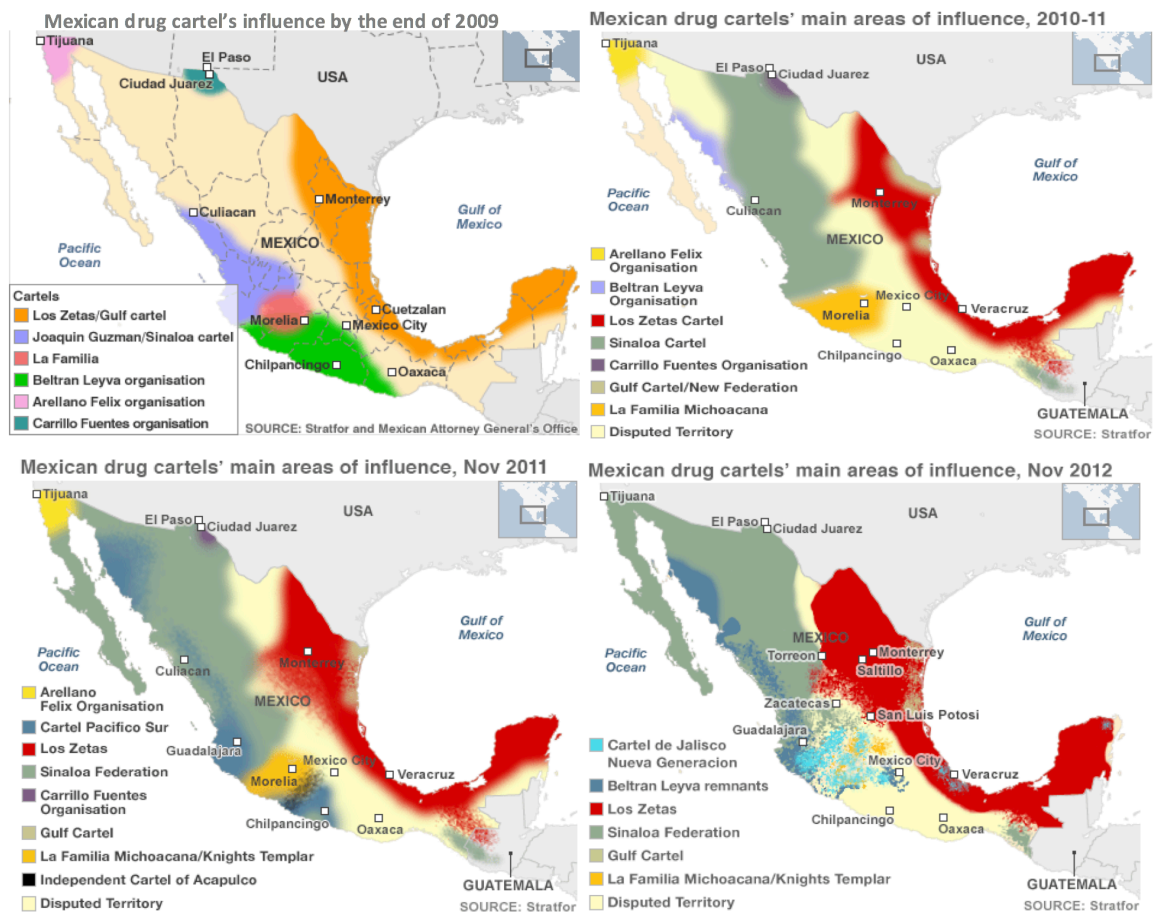 Mexican drug cartel's influence by the end of 2009
Tijuana
El Paso
Ciudad Juarez
USA
Monterrey
Culiacan
Gulf of
Mexico
MEXICO
Pacific
Ocean
Cartels
Los Zetas/Gulf cartel
Joaquin Guzman/Sinaloa cartel
La Familia
Beltran Leyva organisation
Arellano Felix organisation
Carrillo Fuentes organisation
Cuetzalan
Morelia
Mexico City
Chilpancingo
Oaxaca
SOURCE: Stratfor and Mexican Attorney General's Office
Mexican drug cartels' main areas of influence, 2010-11
Tijuana
El Paso
Ciudad Juarez
USA
Gulf of
Mexico
Pacific
Ocean
Culiacan
Monterrey
MEXICO
Arellano Felix
Organisation
Beltran Leyva
Organisation
Los Zetas Cartel
Sinaloa Cartel
Carrillo Fuentes Organisation
Gulf Cartel/New Federation
La Familia Michoacana
Disputed Territory
Mexico City
Morelia
Veracruz
Chilpancingo
Oaxaca
GUATEMALA
SOURCE: Stratfor
Mexican drug cartels' main areas of influence, Nov 2011
Tijuana
El Paso
Ciudad Juarez
USA
Gulf of
Mexico
Pacific
Ocean
Culiacan
Monterrey
MEXICO
Arellano
Felix Organisation
Cartel Pacifico Sur
Los Zetas
Sinaloa Federation
Carrillo Fuentes
Organisation
Gulf Cartel
La Familia Michoacana/Knights Templar
Independent Cartel of Acapulco
Disputed Territory
Guadalajara
Mexico City
Morelia
Veracruz
Chilpancingo
Oaxaca
GUATEMALA
SOURCE: Stratfor
Mexican drug cartels' main areas of influence, Nov 2012
Tijuana
El Paso
Ciudad Juarez
USA
Gulf of
Mexico
Pacific
Ocean
MEXICO
Torreon
Monterrey
Saltillo
Zacatecas
San Luis Potosi
Guadalajara
Cartel de Jalisco
Nueva Generacion
Beltran Leyva remnants
Los Zetas
Sinaloa Federation
Gulf Cartel
La Familia Michoacana/Knights Templar
Disputed Territory
Mexico City
Veracruz
Chilpancingo
Oaxaca
GUATEMALA
SOURCE: Stratfor